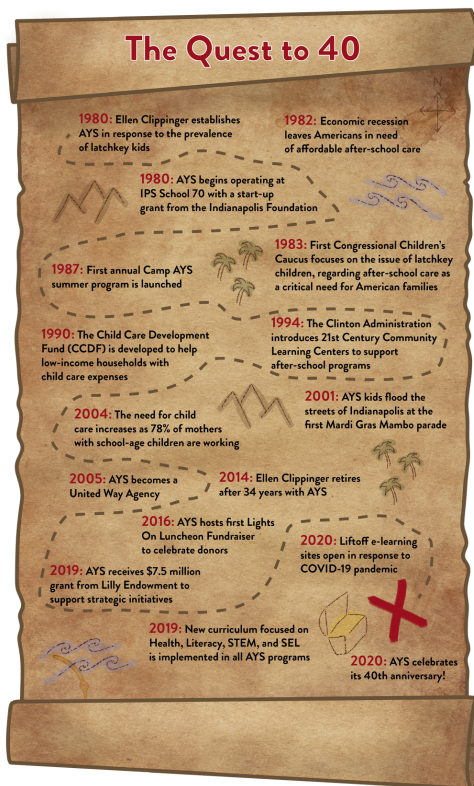 The Quest to 40
N
1980: Ellen Clippinger establishes
AYS in response to the prevalence
of latchkey kids
1982: Economic recession
leaves Americans in need
of affordable after-school care
1980: AYS begins operating at
IPS School 70 with a start-up
grant from the Indianapolis Foundation
1983: First Congressional Children's
Caucus focuses on the issue of latchkey
children, regarding after-school care as
a critical need for American families
1987: First annual Camp AYS
summer program is launched
1990: The Child Care Development
Fund (CCDF) is developed to help
low-income households with
child care expenses
1994: The Clinton Administration
introduces 21st Century Community
Learning Centers to support
after-school programs
2001: AYS kids flood the
streets of Indianapolis at the
first Mardi Gras Mambo parade
2004: The need for child
care increases as 78% of mothers
with school-age children are working
2005: AYS becomes a
United Way Agency
2014: Ellen Clippinger retires
after 34 years with AYS
2016: AYS hosts first Lights
On Luncheon Fundraiser
to celebrate donors
2020: Liftoff e-learning
sites open in response to
COVID-19 pandemic
2019: AYS receives $7.5 million
grant from Lilly Endowment to
support strategic initiatives
2019: New curriculum focused on
Health, Literacy, STEM, and SEL
is implemented in all AYS programs
2020: AYS celebrates
its 40th anniversary!